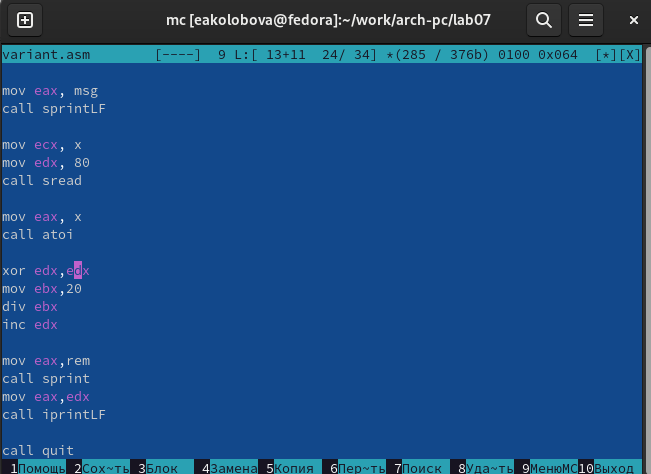 mc [eakolobova@fedora]:~/work/arch-pc/lab07
variant.asm [----] 9 L:[ 13+11 24/ 34] *(285 / 376b) 0100 0x064 [*][X]
mov eax, msg
call sprintLF
mov ecx, x
mov edx, 80
call sread
mov eax, x
call atoi
xor edx,edx
mov ebx,20
div ebx
inc edx
mov eax,rem
call sprint
mov eax,edx
call iprintLF
call quit
1Помощь 2Сох~ть 3Блок 4Замена 5Копия 6Пер~ть 7Поиск 8Уда~ть 9МенюMC 10Выход